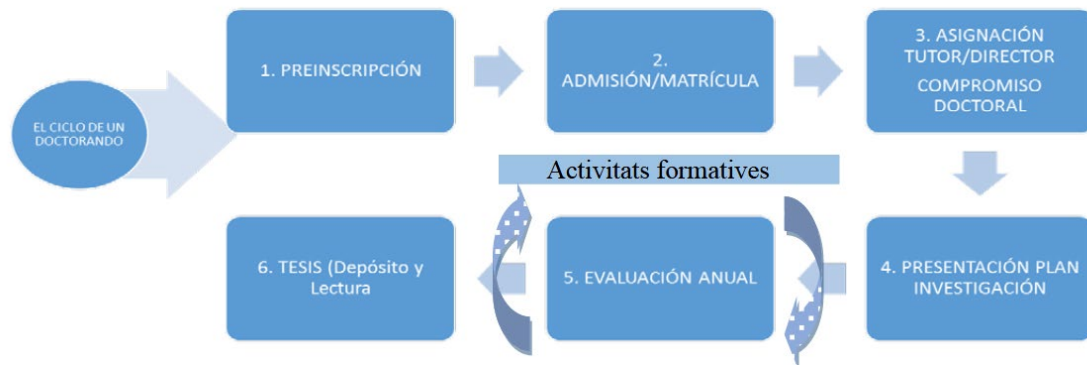 EL CICLO DE UN
DOCTORANDO
1. PREINSCRIPCIÓN
2.
ADMISIÓN/MATRÍCULA
3. ASIGNACIÓN
TUTOR/DIRECTOR
COMPROMISO
DOCTORAL
Activitats formatives
4. PRESENTACIÓN PLAN
INVESTIGACIÓN
5. EVALUACIÓN ANUAL
6. TESIS (Depósito y
Lectura